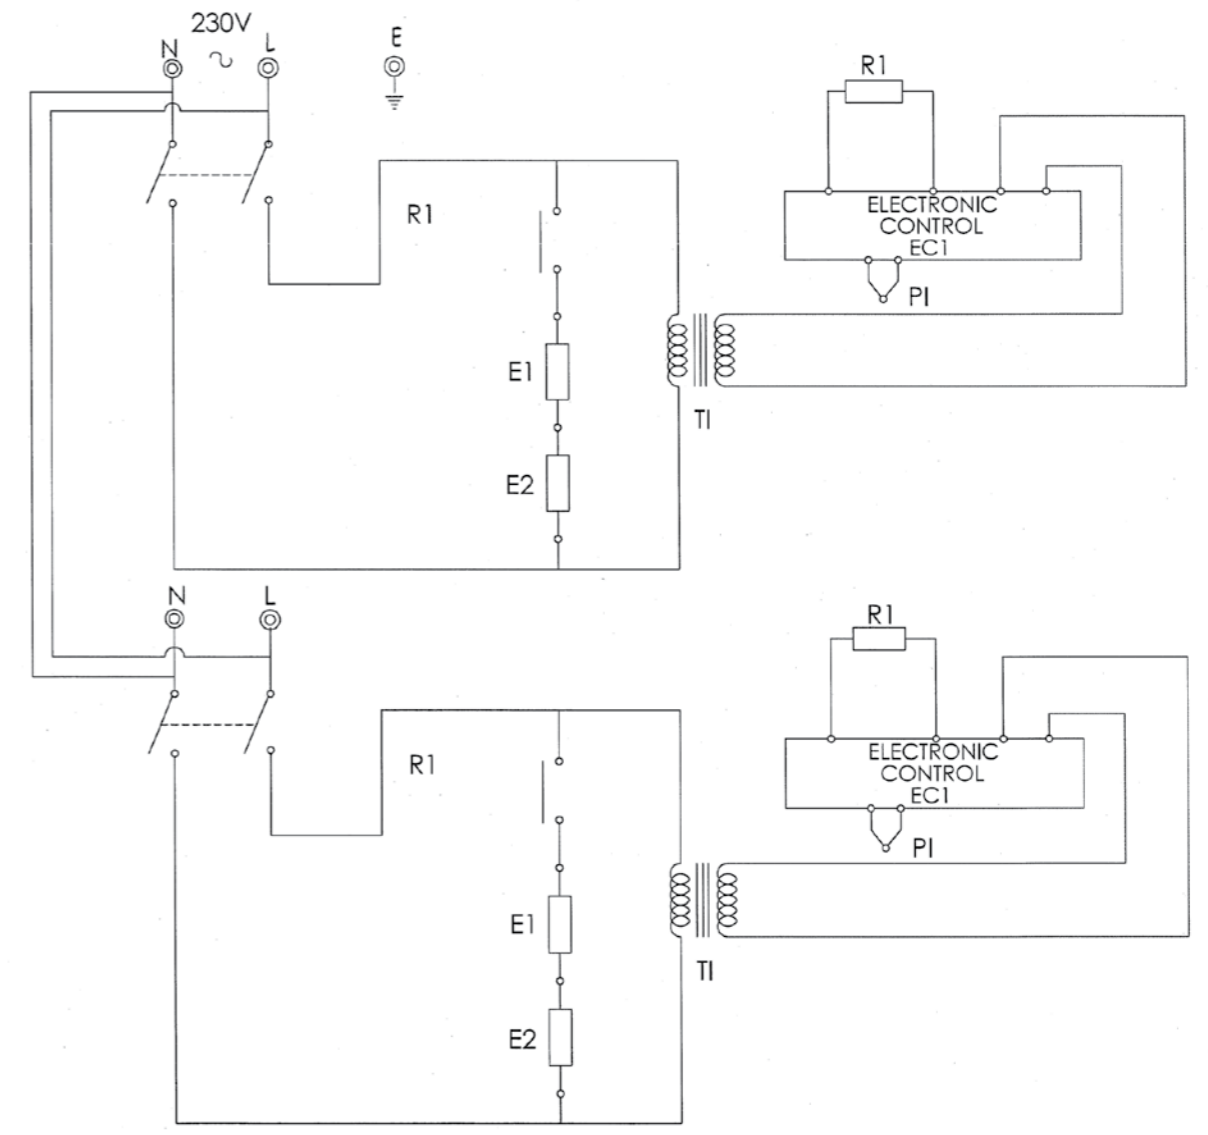 230V
N
L
E
R1
R1
ELECTRONIC
CONTROL
EC1
PI
E1
TI
E2
N
L
R1
R1
ELECTRONIC
CONTROL
EC1
PI
E1
TI
E2